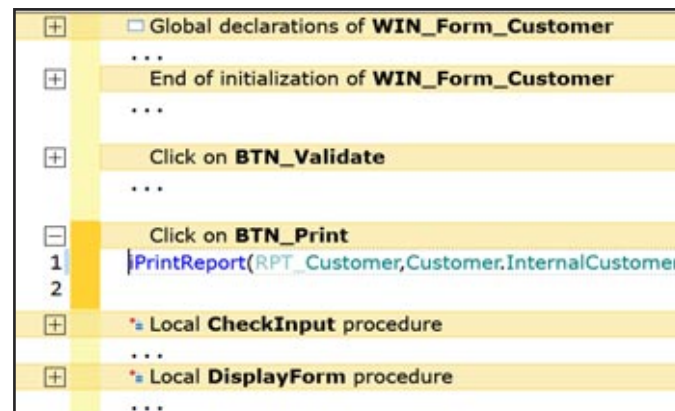 Global declarations of WIN_Form_Customer
...
End of initialization of WIN_Form_Customer
...
Click on BTN_Validate
...
Click on BTN_Print
1 iPrintReport(RPT_Customer,Customer.InternalCustomer
2
Local CheckInput procedure
...
Local DisplayForm procedure
...